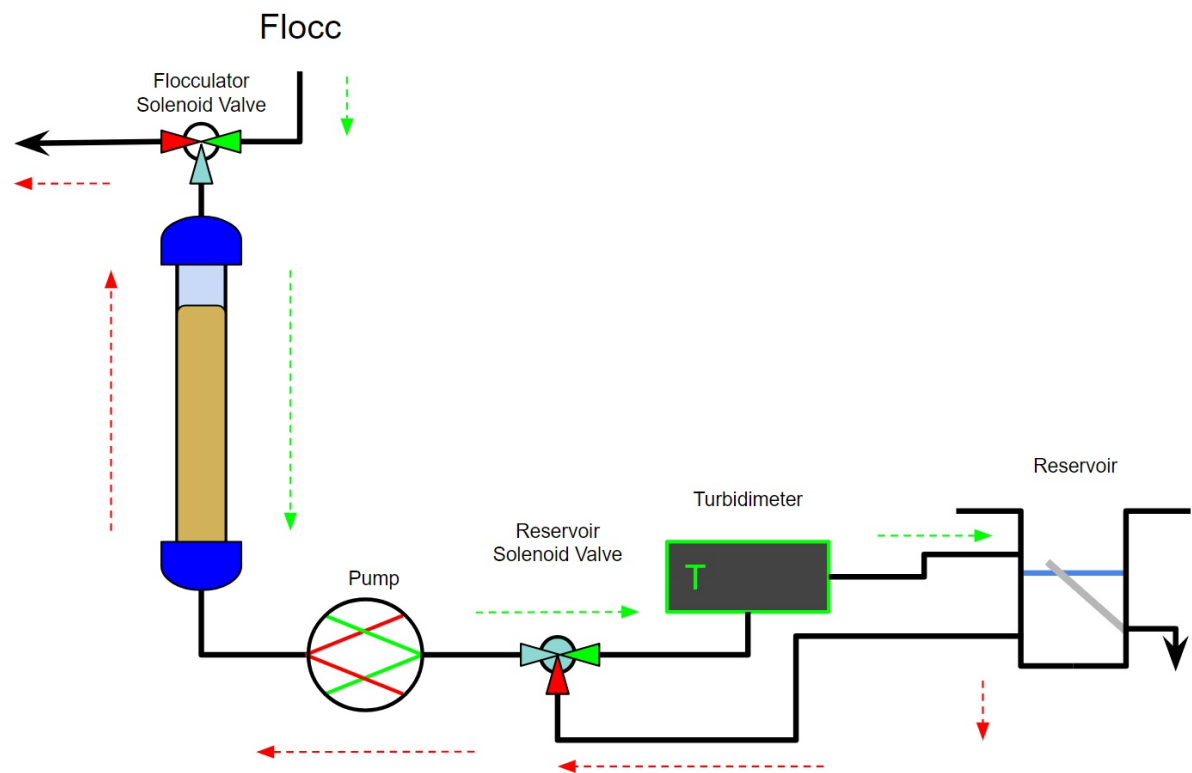 Flocc
Flocculator
Solenoid Valve
Reservoir
Turbidimeter
Reservoir
Solenoid Valve
T
Pump